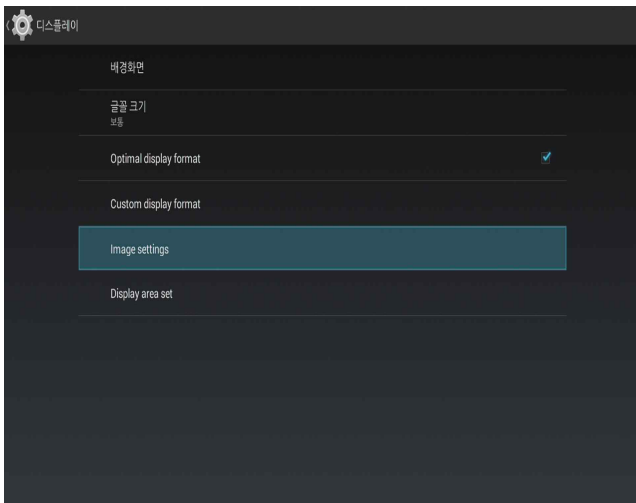 디스플레이
배경화면
글꼴 크기
보통
Optimal display format
Custom display format
Image settings
Display area set